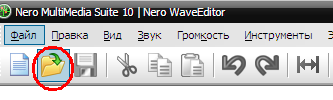 Nero MultiMedia Suite 10 | Nero WaveEditor
Файл Правка Вид Звук Громкость Инструменты